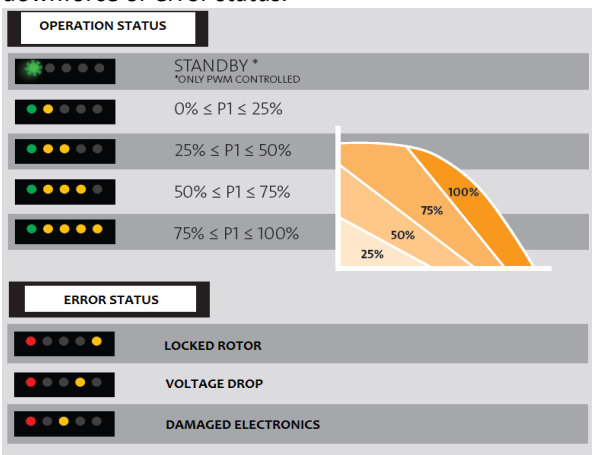 OPERATION STATUS
STANDBY *
*ONLY PWM CONTROLLED
0% ≤ P1 ≤ 25%
25% ≤ P1 ≤ 50%
50% ≤ P1 ≤ 75%
75% ≤ P1 ≤ 100%
100%
75%
50%
25%
ERROR STATUS
LOCKED ROTOR
VOLTAGE DROP
DAMAGED ELECTRONICS